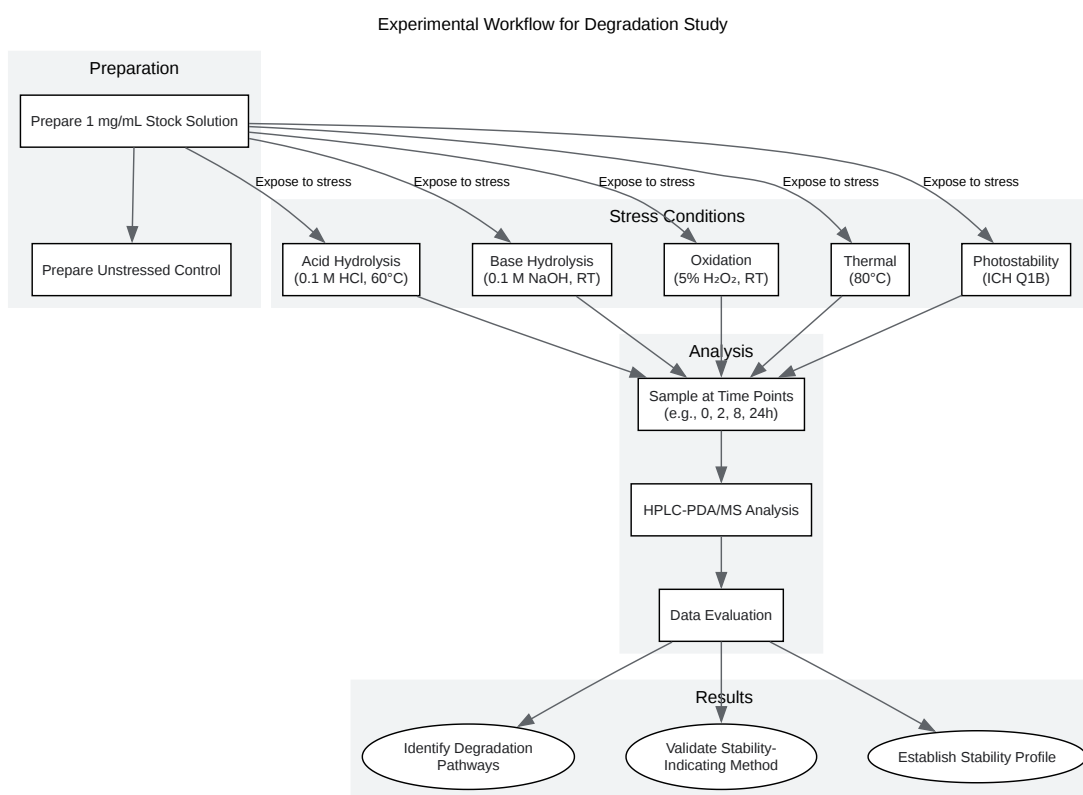 Experimental Workflow for Degradation Study
Preparation
Prepare 1 mg/mL Stock Solution
Expose to stress
Expose to stress
Expose to stress
Expose to stress
Expose to stress
Stress Conditions
Prepare Unstressed Control
Acid Hydrolysis
(0.1 M HCl, 60°C)
Base Hydrolysis
(0.1 M NaOH, RT)
Oxidation
(5% H₂O₂, RT)
Thermal
(80°C)
Photostability
(ICH Q1B)
Analysis
Sample at Time Points
(e.g., 0, 2, 8, 24h)
HPLC-PDA/MS Analysis
Data Evaluation
Results
Identify Degradation
Pathways
Validate Stability-
Indicating Method
Establish Stability Profile